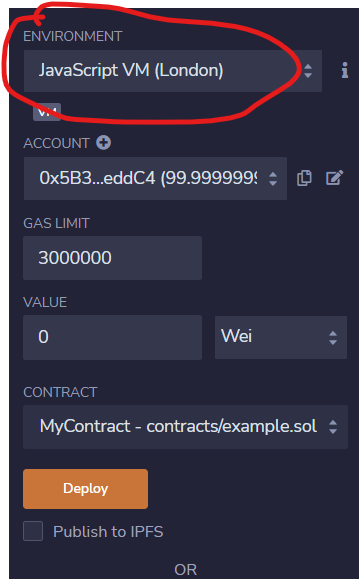 ENVIRONMENT
JavaScript VM (London)
VM
ACCOUNT
0x5B3...eddC4 (99.9999999
GAS LIMIT
3000000
VALUE
0 Wei
CONTRACT
MyContract - contracts/example.sol
Deploy
Publish to IPFS
OR